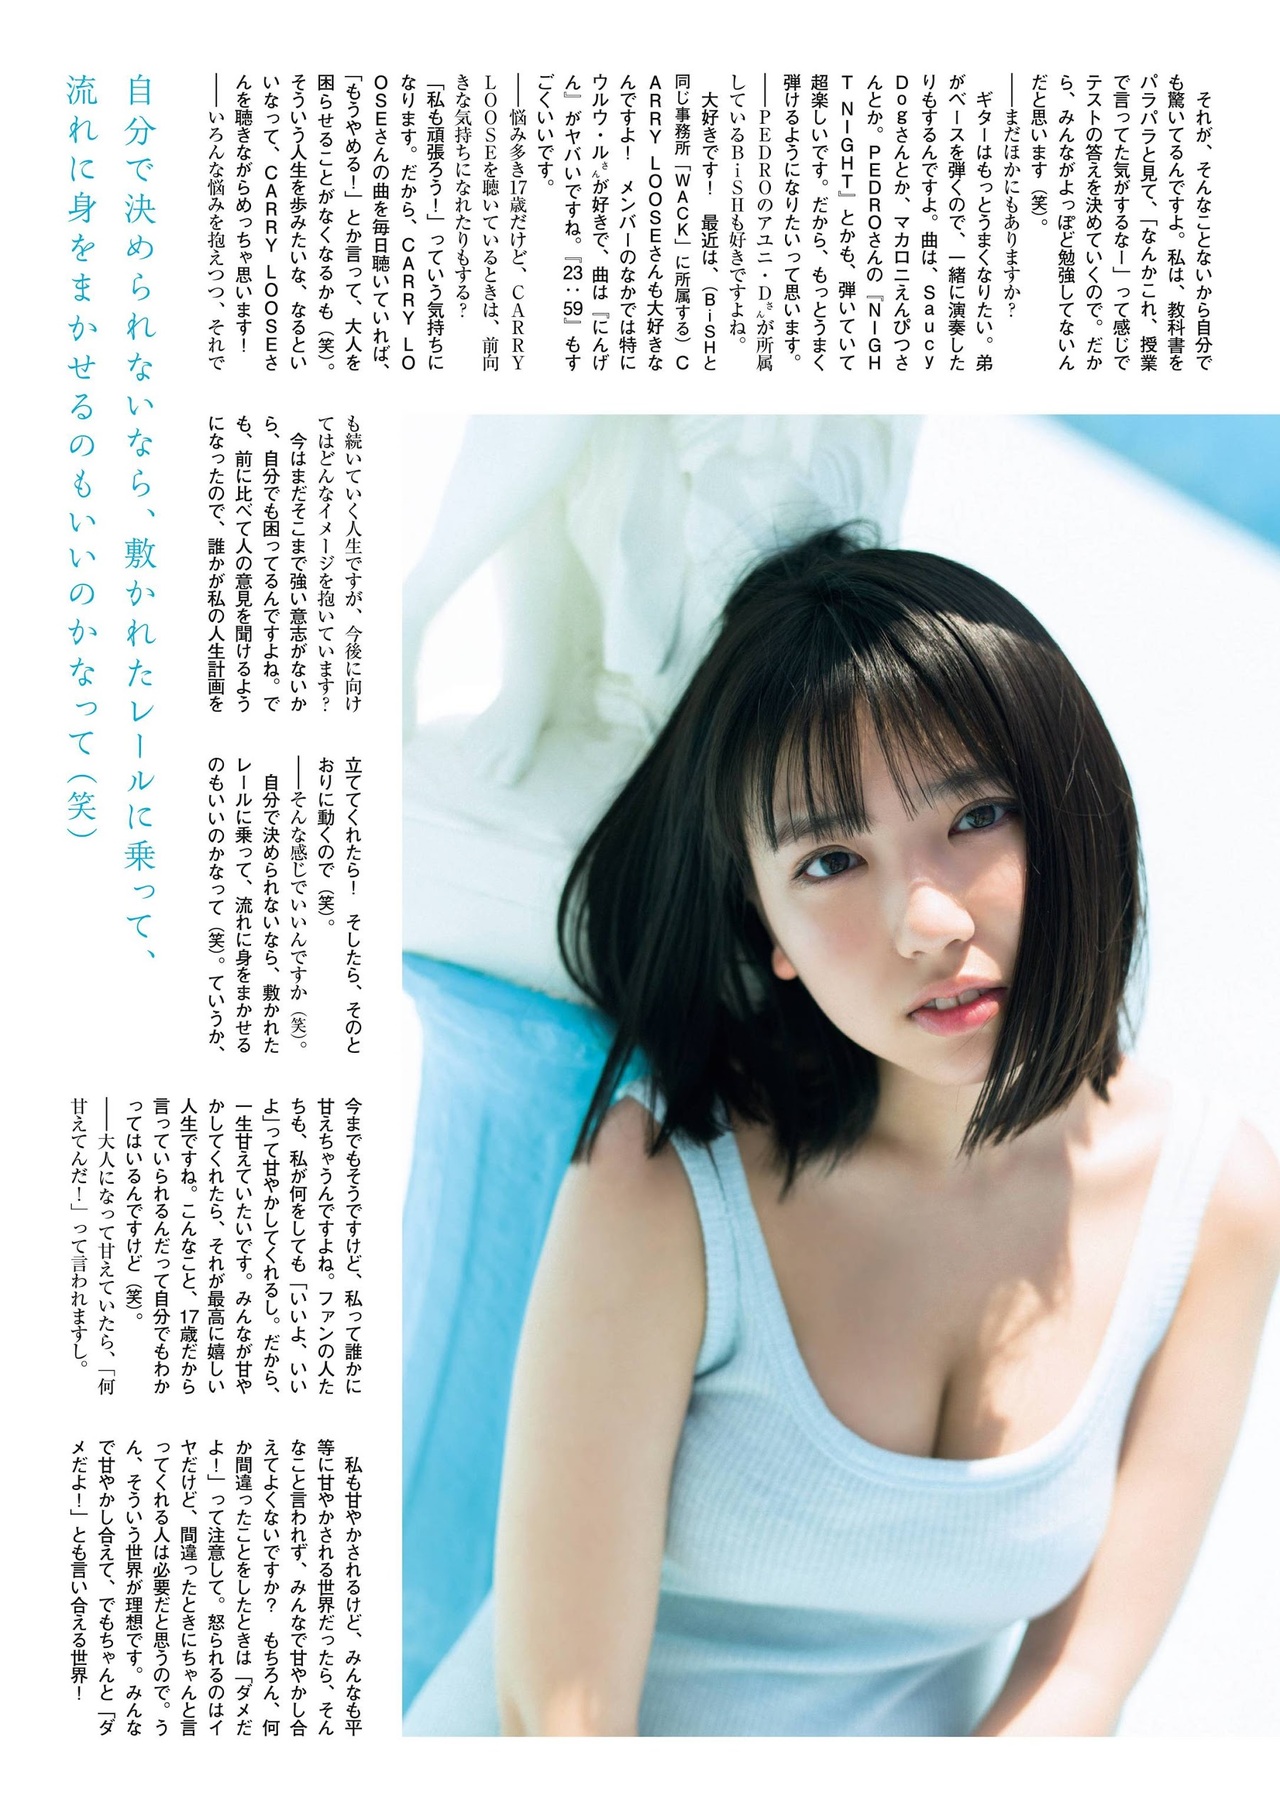 それが、そんなことないから自分で
も驚いてるんですよ。私は、教科書を
パラパラと見て、「なんかこれ、授業
で言ってた気がするなー」って感じで
テストの答えを決めていくので。だか
ら、みんながよっぽど勉強してないん
だと思います(笑)。
――まだほかにもありますか?
ギターはもっとうまくなりたい。弟
がベースを弾くので、一緒に演奏した
りもするんですよ。曲は、Saucy
Dogさんとか、マカロニえんぴつさ
んとか。PEDROさんの『NIGH
T NIGHT』とかも、弾いていて
超楽しいです。だから、もっとうまく
弾けるようになりたいって思います。
――PEDROのアユニ・Dさんが所属
しているBiSHも好きですよね。
大好きです! 最近は、(BiSHと
同じ事務所「WACK」に所属する)C
ARRY LOOSEさんも大好きな
んですよ! メンバーのなかでは特に
ウルウ・ルさんが好きで、曲は『にんげ
ん』がヤバいですね。『23:59』もす
ごくいいです。
――悩み多き17歳だけど、CARRY
LOOSEを聴いているときは、前向
きな気持ちになれたりもする?
「私も頑張ろう!」っていう気持ちに
なります。だから、CARRY LO
OSEさんの曲を毎日聴いていれば、
「もうやめる!」とか言って、大人を
困らせることがなくなるかも(笑)。
そういう人生を歩みたいな、なるとい
いなって、CARRY LOOSEさ
んを聴きながらめっちゃ思います!
――いろんな悩みを抱えつつ、それで
も続いていく人生ですが、今後に向け
てはどんなイメージを抱いています?
今はまだそこまで強い意志がないか
ら、自分でも困ってるんですよね。で
も、前に比べて人の意見を聞けるよう
になったので、誰かが私の人生計画を
立ててくれたら! そしたら、そのと
おりに動くので(笑)。
――そんな感じでいいんですか(笑)。
自分で決められないなら、敷かれた
レールに乗って、流れに身をまかせる
のもいいのかなって(笑)。ていうか、
今までもそうですけど、私って誰かに
甘えちゃうんですよね。ファンの人た
ちも、私が何をしても「いいよ、いい
よ」って甘やかしてくれるし。だから、
一生甘えていたいです。みんなが甘や
かしてくれたら、それが最高に嬉しい
人生ですね。こんなこと、17歳だから
言っていられるんだって自分でもわか
ってはいるんですけど(笑)。
――大人になって甘えていたら、「何
甘えてんだ!」って言われますし。
私も甘やかされるけど、みんなも平
等に甘やかされる世界だったら、そん
なこと言われず、みんなで甘やかし合
えてよくないですか? もちろん、何
か間違ったことをしたときは「ダメだ
よ!」って注意して。怒られるのはイ
ヤだけど、間違ったときにちゃんと言
ってくれる人は必要だと思うので。う
ん、そういう世界が理想です。みんな
で甘やかし合えて、でもちゃんと「ダ
メだよ!」とも言い合える世界!
自分で決められないなら、敷かれたレールに乗って、
流れに身をまかせるのもいいのかなって(笑)